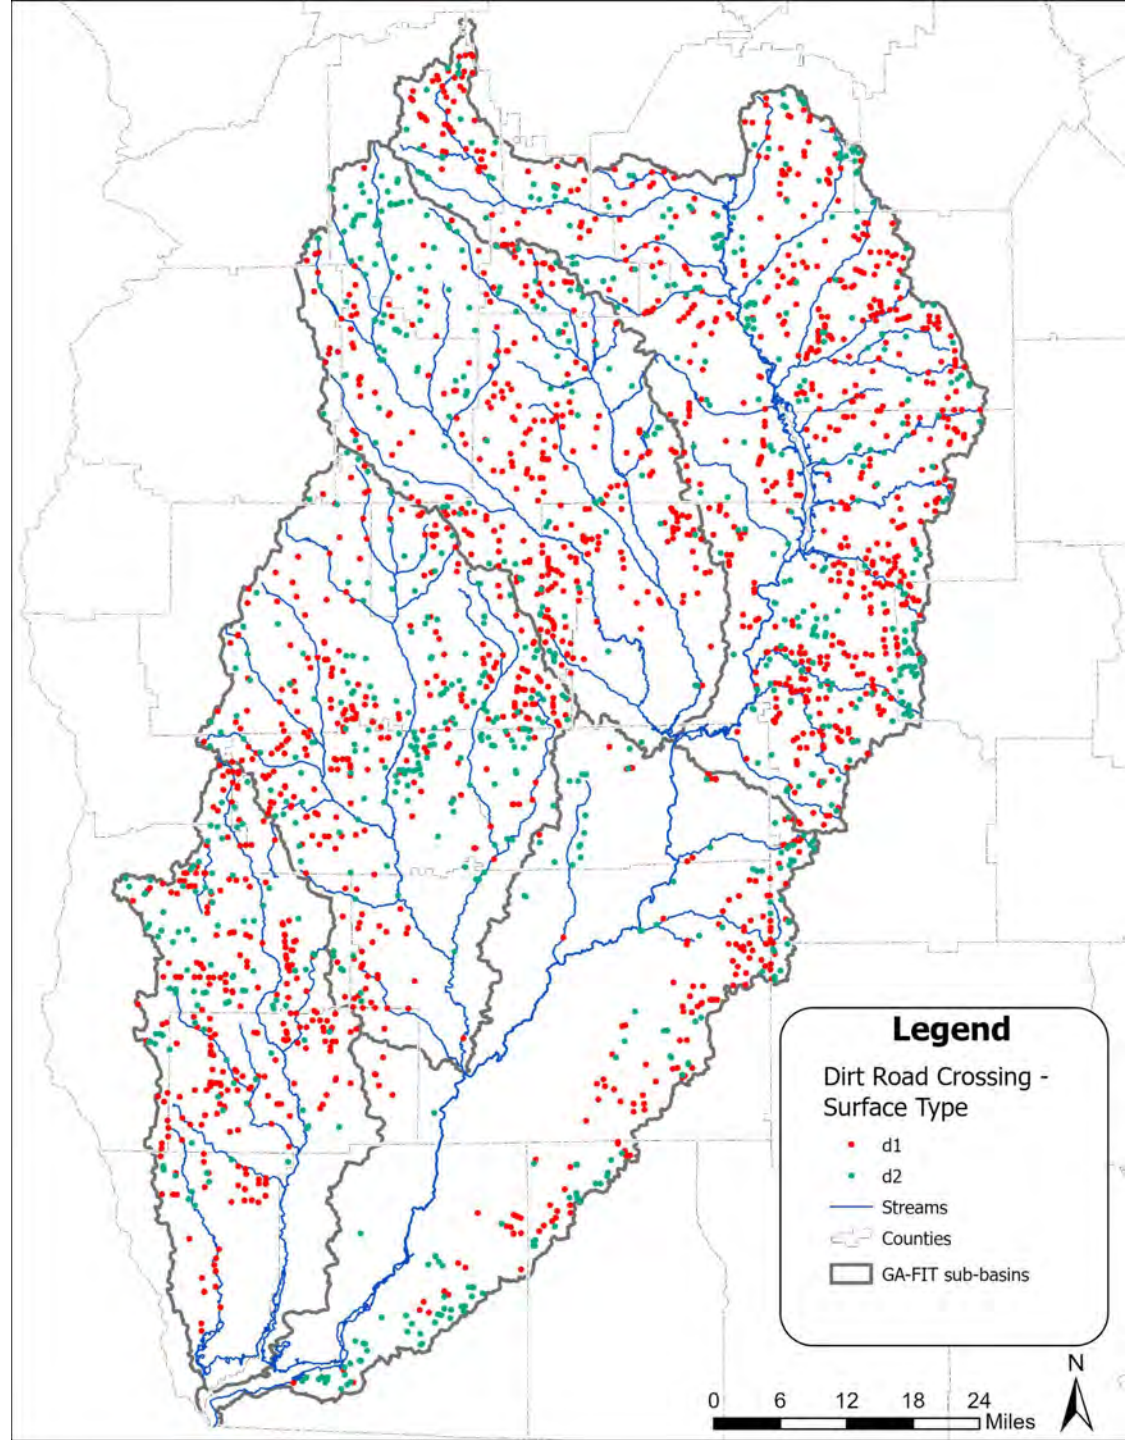 Legend
Dirt Road Crossing -
Surface Type
d1
d2
Streams
Counties
GA-FIT sub-basins
N
0 6 12 18 24
Miles